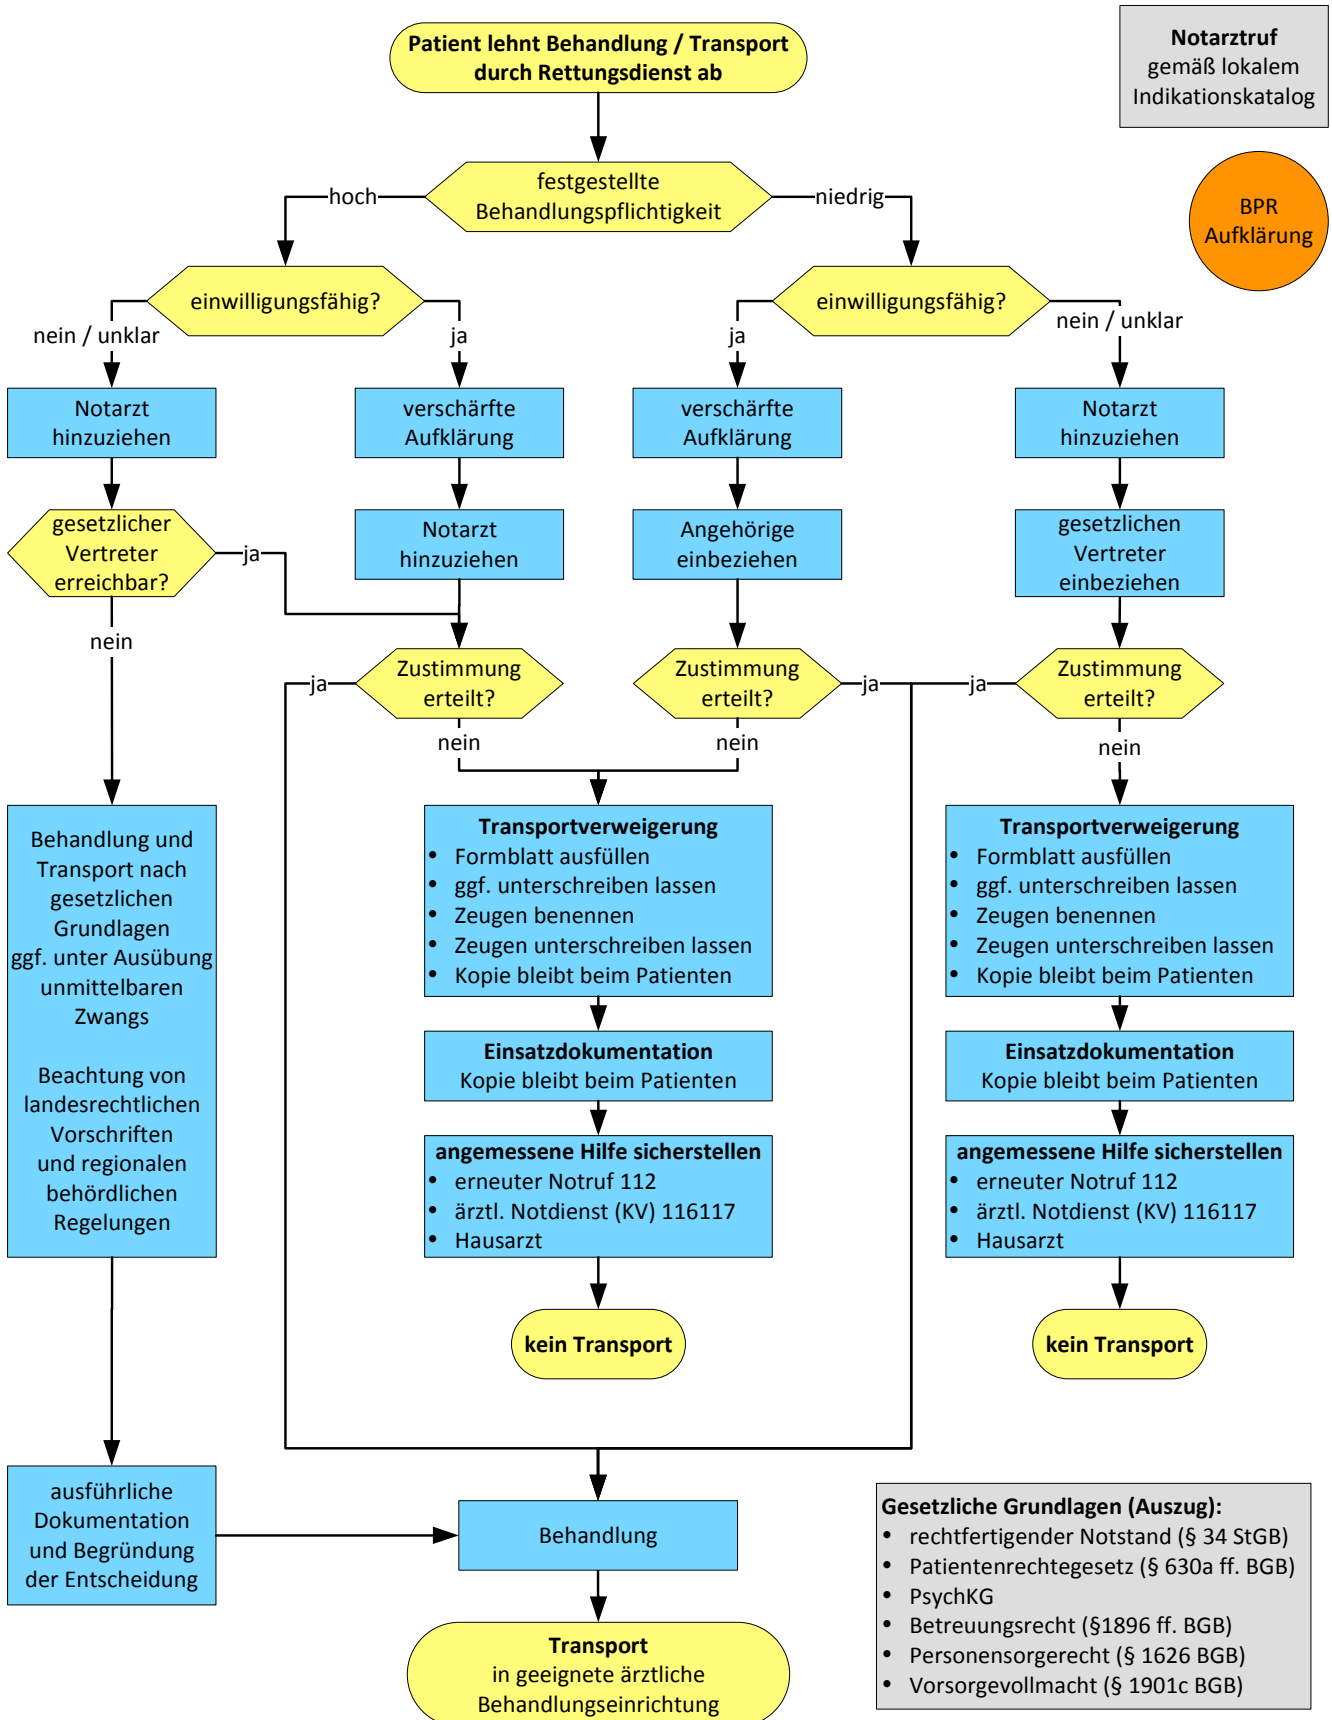 Patient lehnt Behandlung / Transport
durch Rettungsdienst ab
Notarztruf
gemäß lokalem
Indikationskatalog
BPR
Aufklärung
festgestellte
Behandlungspflichtigkeit
hoch
niedrig
einwilligungsfähig?
einwilligungsfähig?
nein / unklar
ja
ja
nein / unklar
Notarzt
hinzuziehen
verschärfte
Aufklärung
verschärfte
Aufklärung
Notarzt
hinzuziehen
gesetzlicher
Vertreter
erreichbar?
ja
nein
Notarzt
hinzuziehen
Angehörige
einbeziehen
gesetzlichen
Vertreter
einbeziehen
ja
Zustimmung
erteilt?
nein
Zustimmung
erteilt?
ja
nein
ja
Zustimmung
erteilt?
nein
Behandlung und
Transport nach
gesetzlichen
Grundlagen
ggf. unter Ausübung
unmittelbaren
Zwangs
Beachtung von
landesrechtlichen
Vorschriften
und regionalen
behördlichen
Regelungen
Transportverweigerung
• Formblatt ausfüllen
• ggf. unterschreiben lassen
• Zeugen benennen
• Zeugen unterschreiben lassen
• Kopie bleibt beim Patienten
Einsatzdokumentation
Kopie bleibt beim Patienten
angemessene Hilfe sicherstellen
• erneuter Notruf 112
• ärztl. Notdienst (KV) 116117
• Hausarzt
kein Transport
Transportverweigerung
• Formblatt ausfüllen
• ggf. unterschreiben lassen
• Zeugen benennen
• Zeugen unterschreiben lassen
• Kopie bleibt beim Patienten
Einsatzdokumentation
Kopie bleibt beim Patienten
angemessene Hilfe sicherstellen
• erneuter Notruf 112
• ärztl. Notdienst (KV) 116117
• Hausarzt
kein Transport
ausführliche
Dokumentation
und Begründung
der Entscheidung
Behandlung
Transport
in geeignete ärztliche
Behandlungseinrichtung
Gesetzliche Grundlagen (Auszug):
• rechtfertigender Notstand (§ 34 StGB)
• Patientenrechtegesetz (§ 630a ff. BGB)
• PsychKG
• Betreuungsrecht (§1896 ff. BGB)
• Personensorgerecht (§ 1626 BGB)
• Vorsorgevollmacht (§ 1901c BGB)